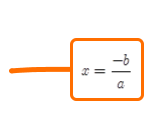 x = −b/a